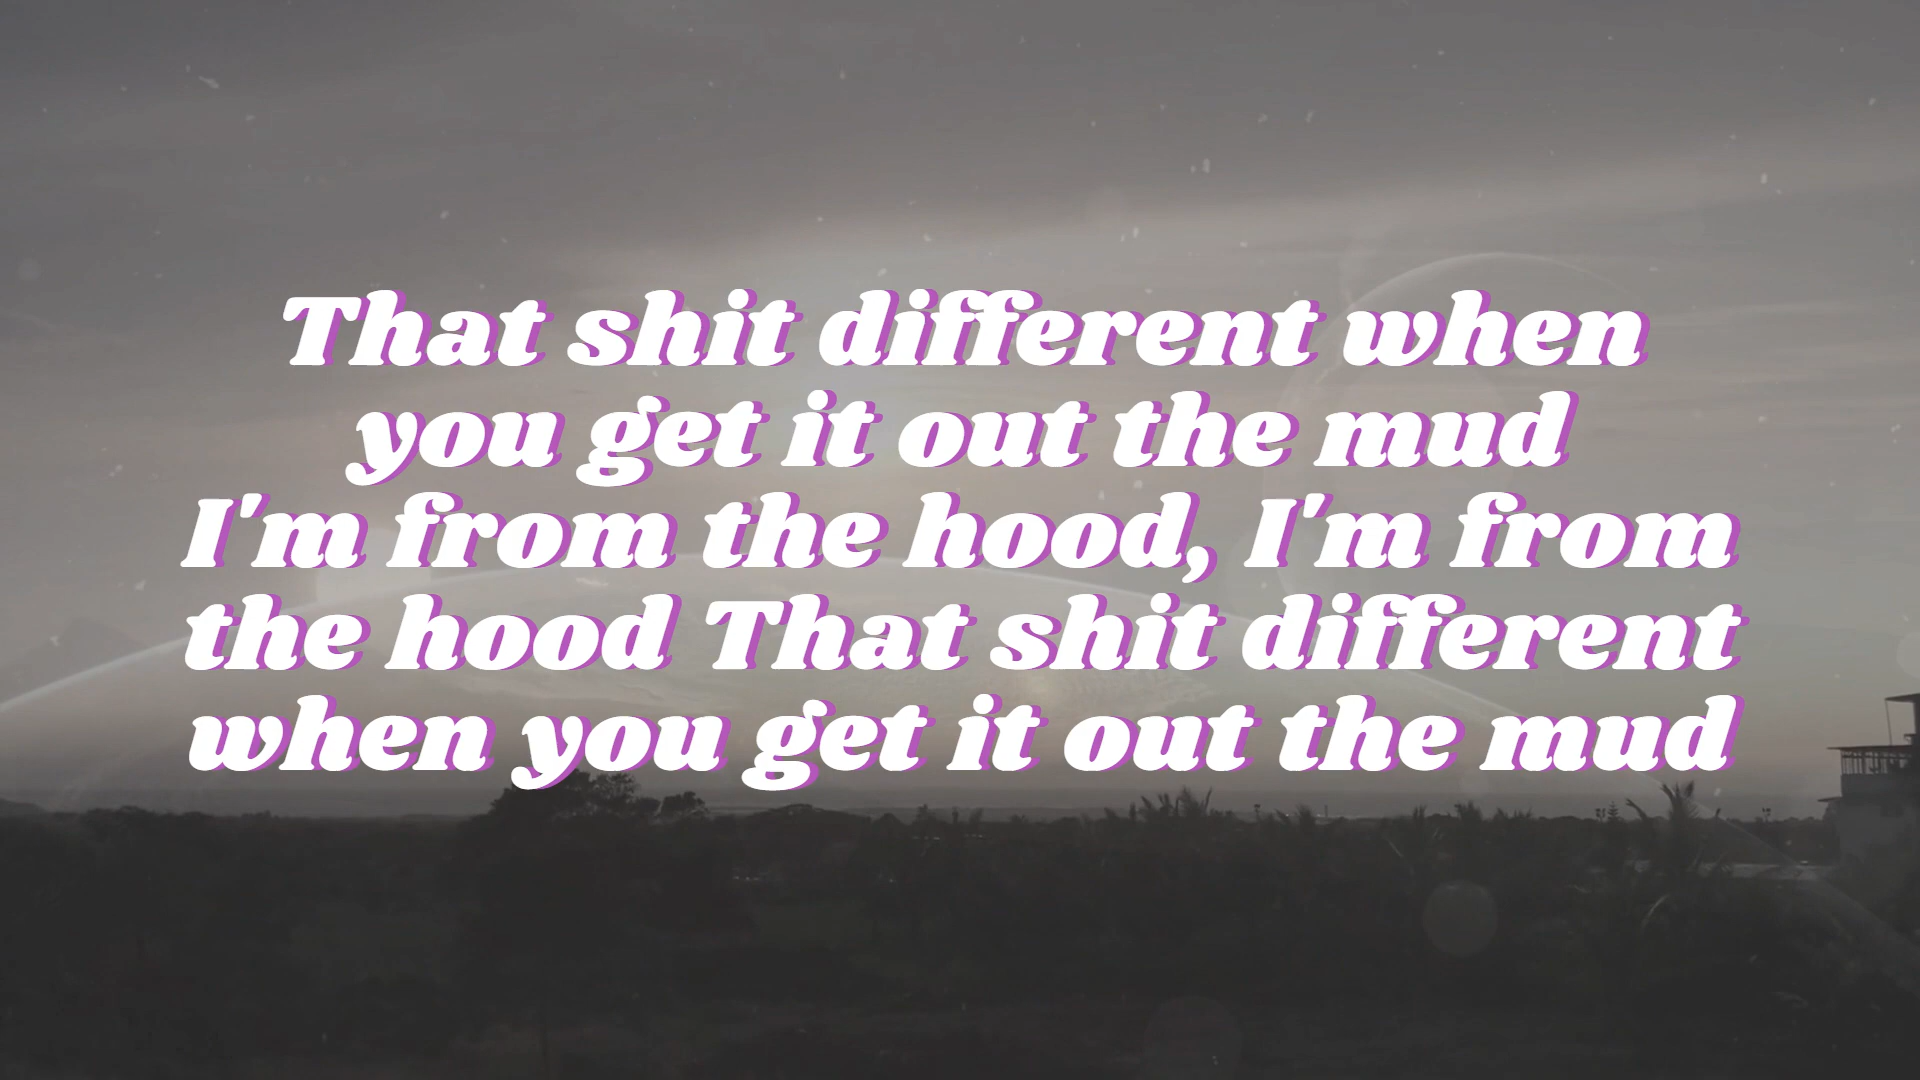 That shit different when
you get it out the mud
I'm from the hood, I'm from
the hood That shit different
when you get it out the mud